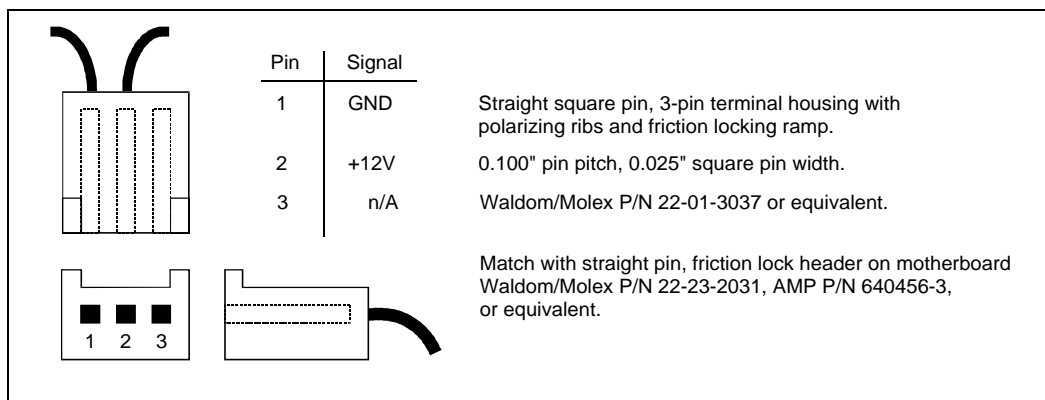 Pin Signal
1 GND
Straight square pin, 3-pin terminal housing with
polarizing ribs and friction locking ramp.
2 +12V
0.100" pin pitch, 0.025" square pin width.
3 n/A
Waldom/Molex P/N 22-01-3037 or equivalent.
Match with straight pin, friction lock header on motherboard
Waldom/Molex P/N 22-23-2031, AMP P/N 640456-3,
or equivalent.
1 2 3